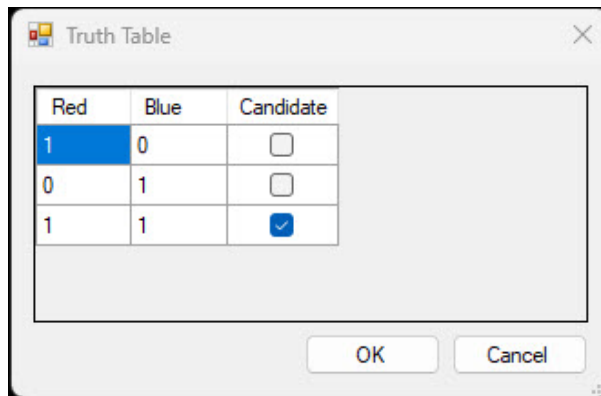 Truth Table
Red Blue Candidate
1 0
0 1
1 1
OK Cancel